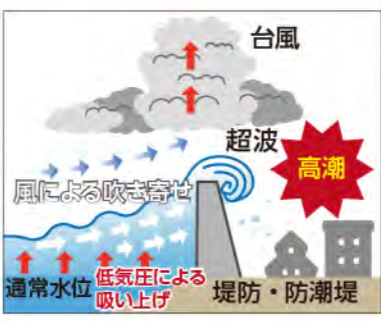 台風
超波
高潮
風による吹き寄せ
通常水位
低気圧による
吸い上げ
堤防・防潮堤